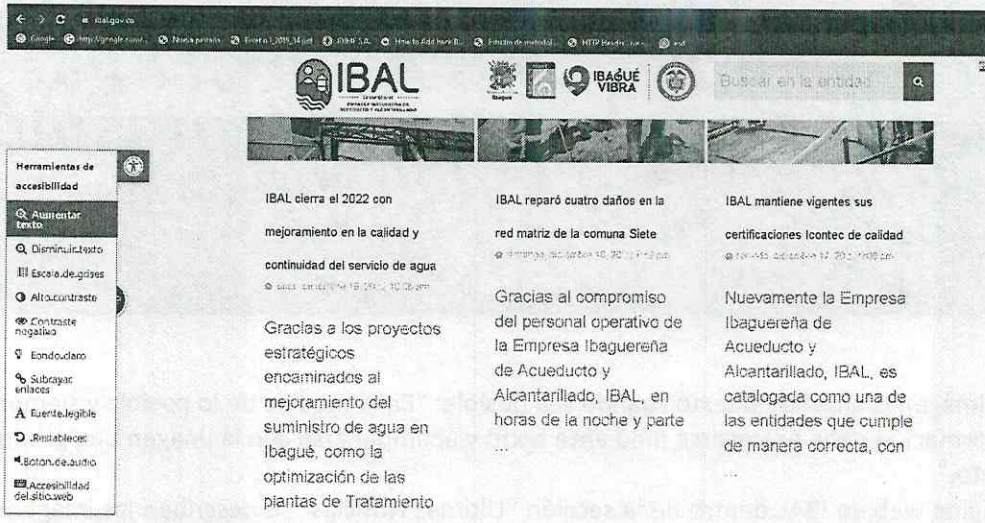 ibal.gov.co
Google
IBAL
IBAGUÉ
VIBRA
Ibagué
Buscar en la entidad
Herramientas de
accesibilidad
Aumentar
texto
Disminuir texto
Escala de grises
Alto contraste
Contraste
negativo
Fondo claro
Subrayar
enlaces
Fuente legible
Restablecer
Boton de audio
Accesibilidad
del sitio web
IBAL cierra el 2022 con
mejoramiento en la calidad y
continuidad del servicio de agua
Gracias a los proyectos
estratégicos
encaminados al
mejoramiento del
suministro de agua en
Ibagué, como la
optimización de las
plantas de Tratamiento
IBAL reparó cuatro daños en la
red matriz de la comuna Siete
Gracias al compromiso
del personal operativo de
la Empresa Ibaguereña
de Acueducto y
Alcantarillado, IBAL, en
horas de la noche y parte
...
IBAL mantiene vigentes sus
certificaciones Icontec de calidad
Nuevamente la Empresa
Ibaguereña de
Acueducto y
Alcantarillado, IBAL, es
catalogada como una de
las entidades que cumple
de manera correcta, con
...